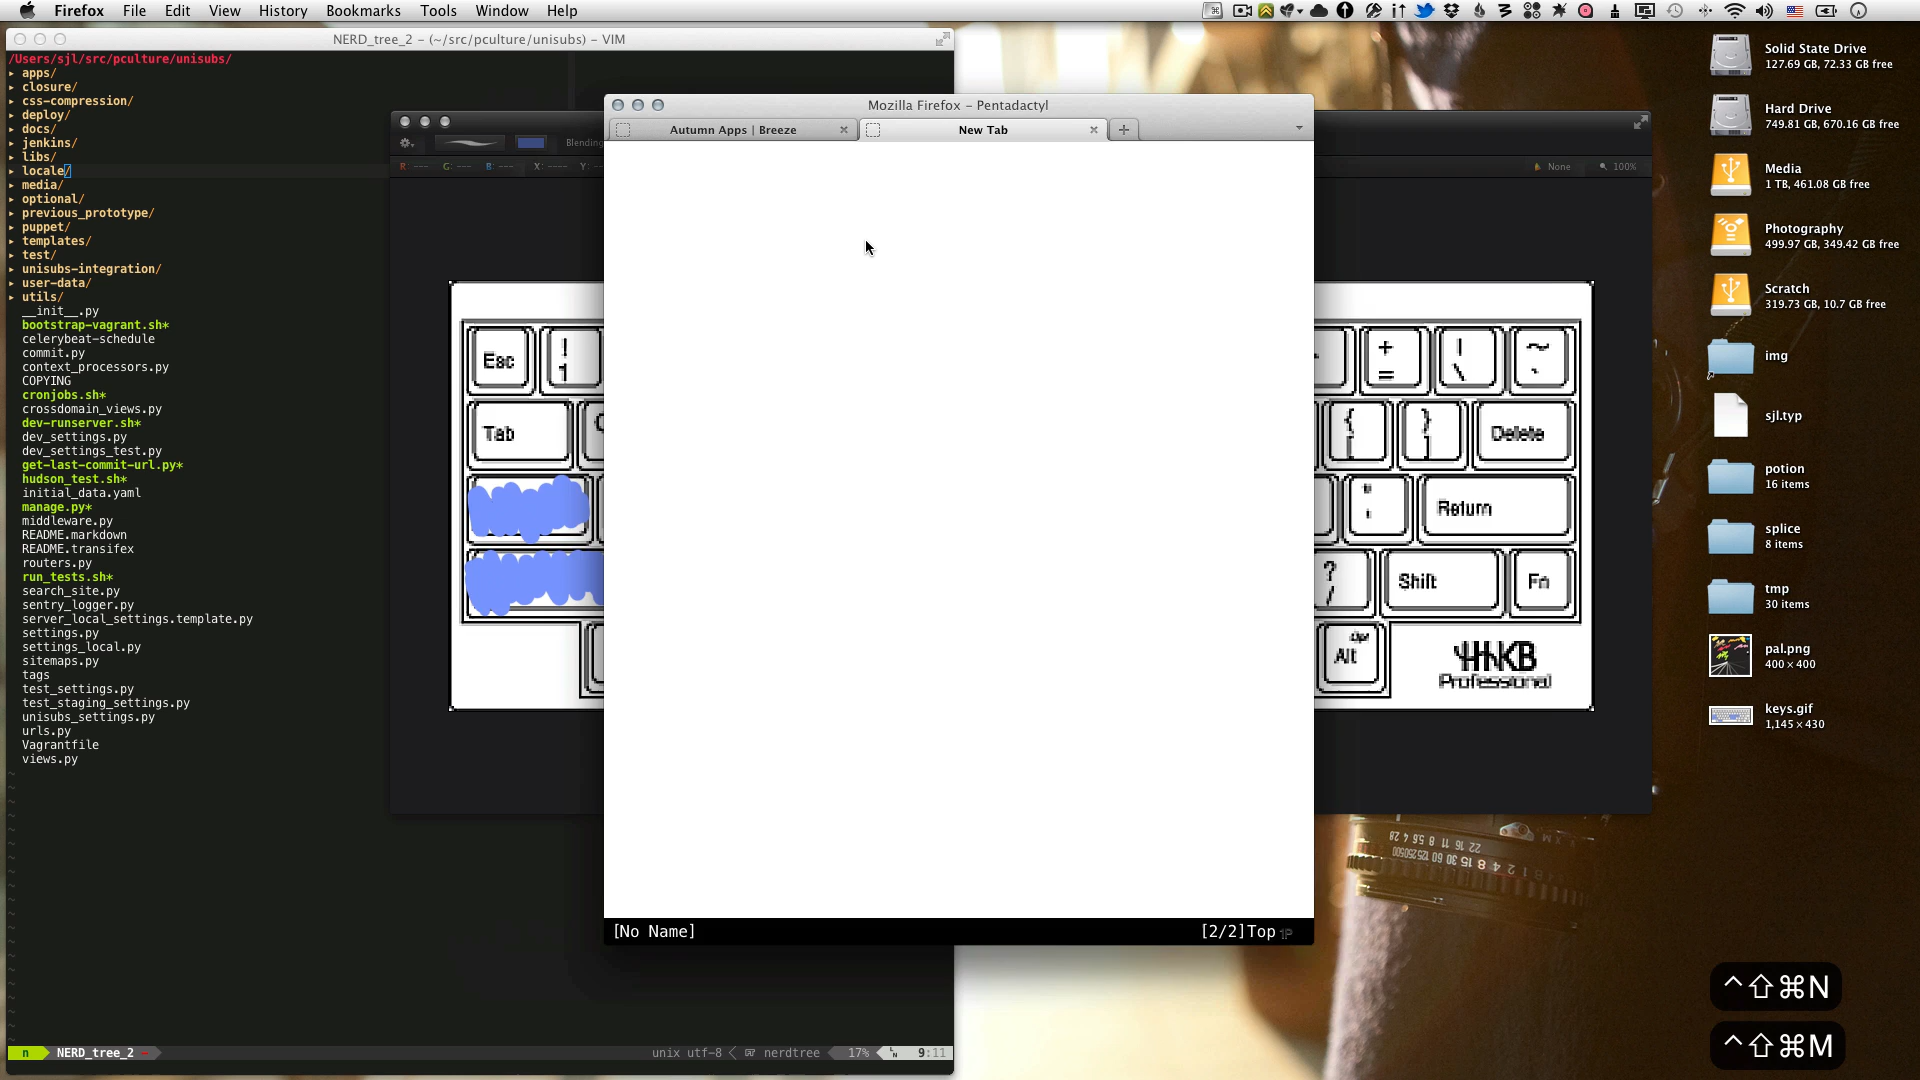 Firefox File Edit View History Bookmarks Tools Window Help
NERD_tree_2 – (~/src/pculture/unisubs) – VIM
/Users/sjl/src/pculture/unisubs/
▸ apps/
▸ closure/
▸ css-compression/
▸ deploy/
▸ docs/
▸ jenkins/
▸ libs/
▸ locale/
▸ media/
▸ optional/
▸ previous_prototype/
▸ puppet/
▸ templates/
▸ test/
▸ unisubs-integration/
▸ user-data/
▸ utils/
__init__.py
bootstrap-vagrant.sh*
celerybeat-schedule
commit.py
context_processors.py
COPYING
cronjobs.sh*
crossdomain_views.py
dev-runserver.sh*
dev_settings.py
dev_settings_test.py
get-last-commit-url.py*
hudson_test.sh*
initial_data.yaml
manage.py*
middleware.py
README.markdown
README.transifex
routers.py
run_tests.sh*
search_site.py
sentry_logger.py
server_local_settings.template.py
settings.py
settings_local.py
sitemaps.py
tags
test_settings.py
test_staging_settings.py
unisubs_settings.py
urls.py
Vagrantfile
views.py
n NERD_tree_2 – unix utf-8 nerdtree 17% 9:11
Blending
R: --- G: --- B: --- X: ---- Y: -
None 100%
Mozilla Firefox – Pentadactyl
Autumn Apps | Breeze
New Tab
[No Name] [2/2]Top
Esc ! 1 + = | \ ~ `
Tab { [ } ] Delete
" ' Return
? / Shift Fn
Opt Alt
HHKB
Professional
Solid State Drive
127.69 GB, 72.33 GB free
Hard Drive
749.81 GB, 670.16 GB free
Media
1 TB, 461.08 GB free
Photography
499.97 GB, 349.42 GB free
Scratch
319.73 GB, 10.7 GB free
img
sjl.typ
potion
16 items
splice
8 items
tmp
30 items
pal.png
400 × 400
keys.gif
1,145 × 430
⌃⇧⌘N
⌃⇧⌘M